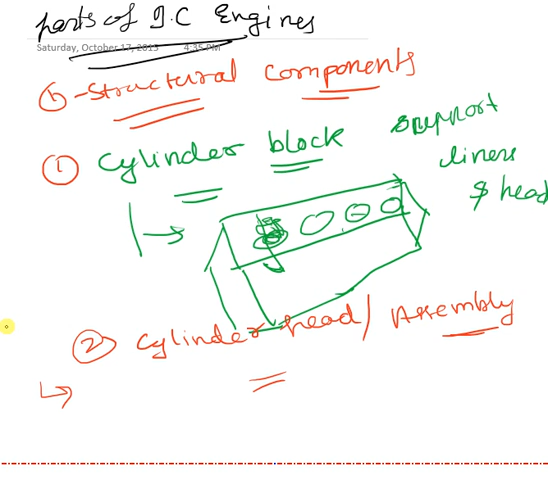 parts of I.C Engines
Saturday, October 17, 2015 4:35 PM
6 - Structural Components
① Cylinder block
support
liners
& head
② Cylinder head / Assembly